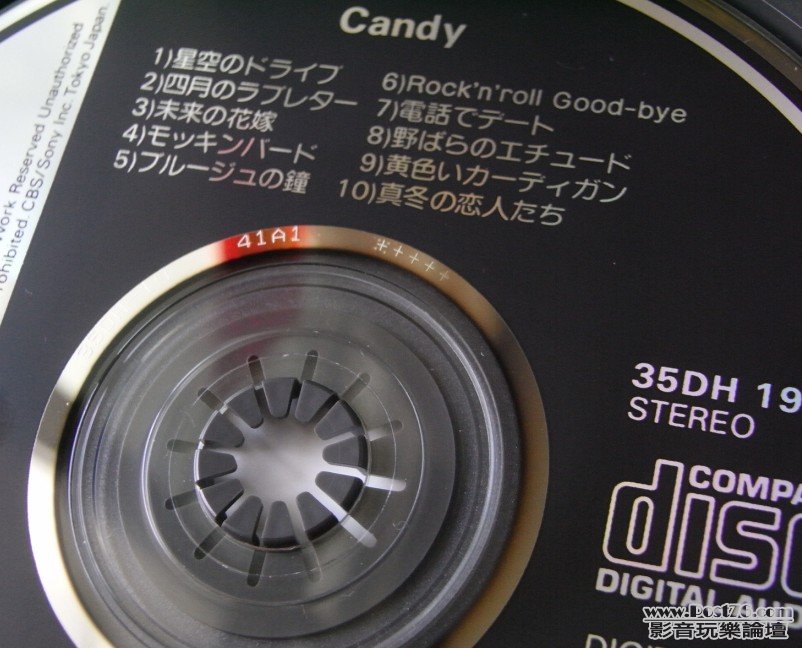 Candy
1)星空のドライブ
2)四月のラブレター
3)未来の花嫁
4)モッキンバード
5)ブルージュの鐘
6)Rock'n'roll Good-bye
7)電話でデート
8)野ばらのエチュード
9)黄色いカーディガン
10)真冬の恋人たち
Work Reserved Unauthorized
rohibited. CBS/Sony Inc. Tokyo Japan.
41A1 ※+++++
35DH 19
STEREO
COMPA
disc
DIGITAL AUD
www.Post76.com
影音玩樂論壇